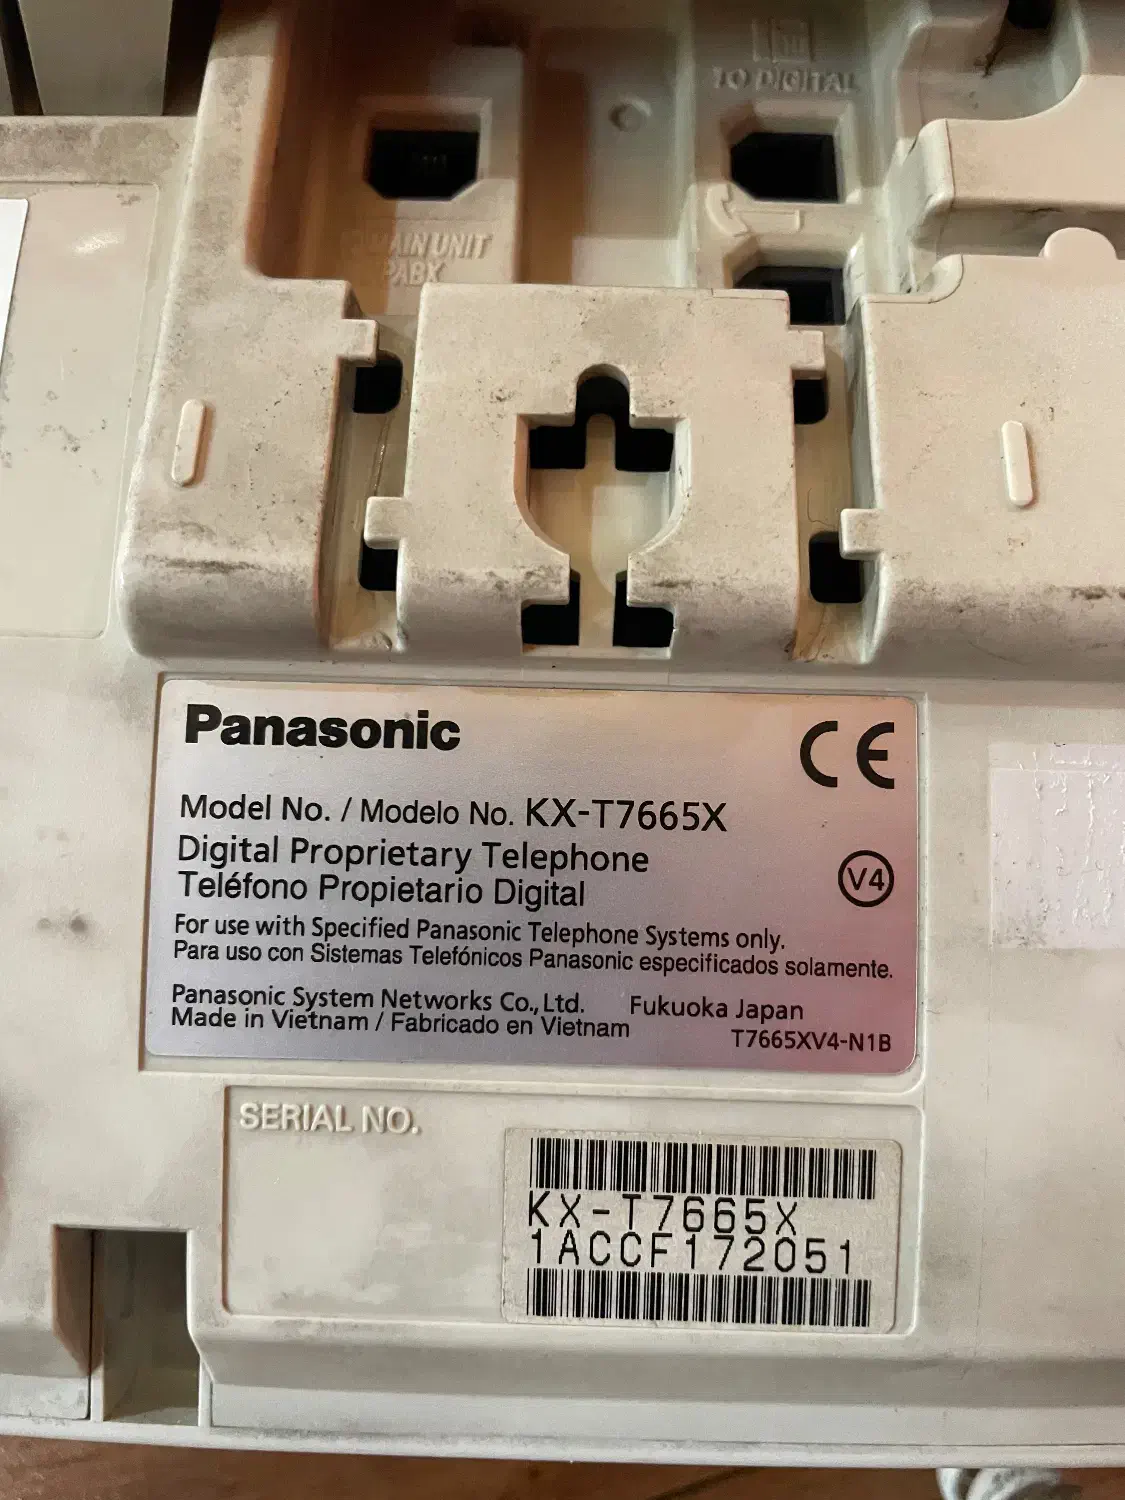 TO DIGITAL
MAIN UNIT
PABX
Panasonic
CE
Model No. / Modelo No. KX-T7665X
Digital Proprietary Telephone
Teléfono Propietario Digital
V4
For use with Specified Panasonic Telephone Systems only.
Para uso con Sistemas Telefónicos Panasonic especificados solamente.
Panasonic System Networks Co., Ltd. Fukuoka Japan
Made in Vietnam / Fabricado en Vietnam
T7665XV4-N1B
SERIAL NO.
KX-T7665X
1ACCF172051